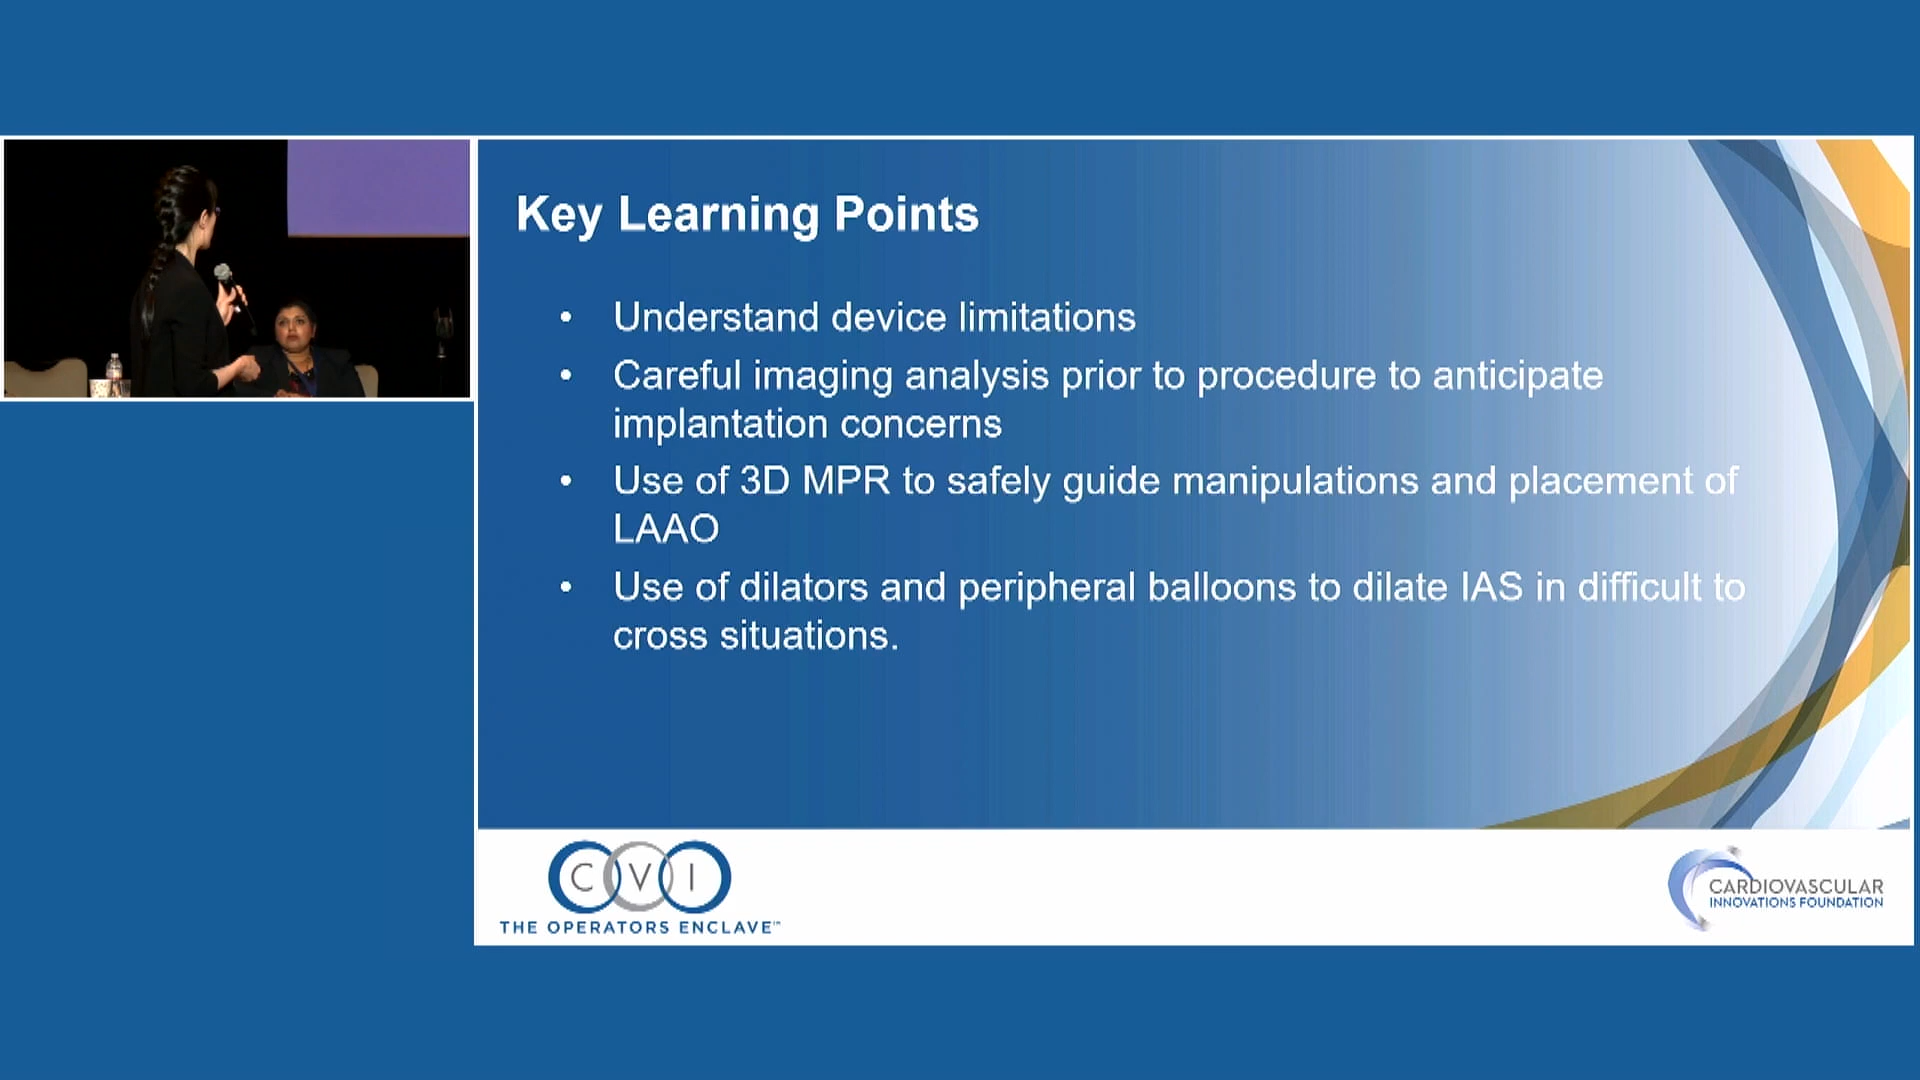 Key Learning Points
• Understand device limitations
• Careful imaging analysis prior to procedure to anticipate
implantation concerns
• Use of 3D MPR to safely guide manipulations and placement of
LAAO
• Use of dilators and peripheral balloons to dilate IAS in difficult to
cross situations.
CVI
THE OPERATORS ENCLAVE™
CARDIOVASCULAR
INNOVATIONS FOUNDATION